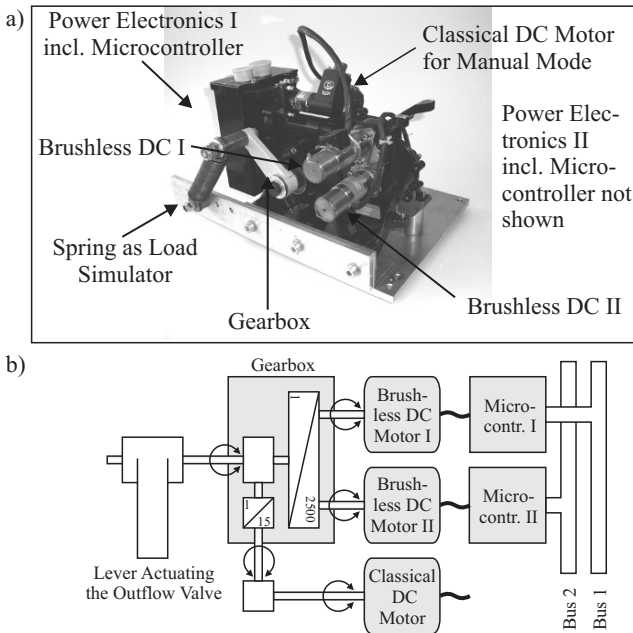 a)
Power Electronics I
incl. Microcontroller
Classical DC Motor
for Manual Mode
Power Elec-
tronics II
incl. Micro-
controller not
shown
Brushless DC I
Spring as Load
Simulator
Gearbox
Brushless DC II
b)
Gearbox
1
2500
Brush-
less DC
Motor I
Micro-
contr. I
Brush-
less DC
Motor II
Micro-
contr. II
1
15
Lever Actuating
the Outflow Valve
Classical
DC
Motor
Bus 2
Bus 1